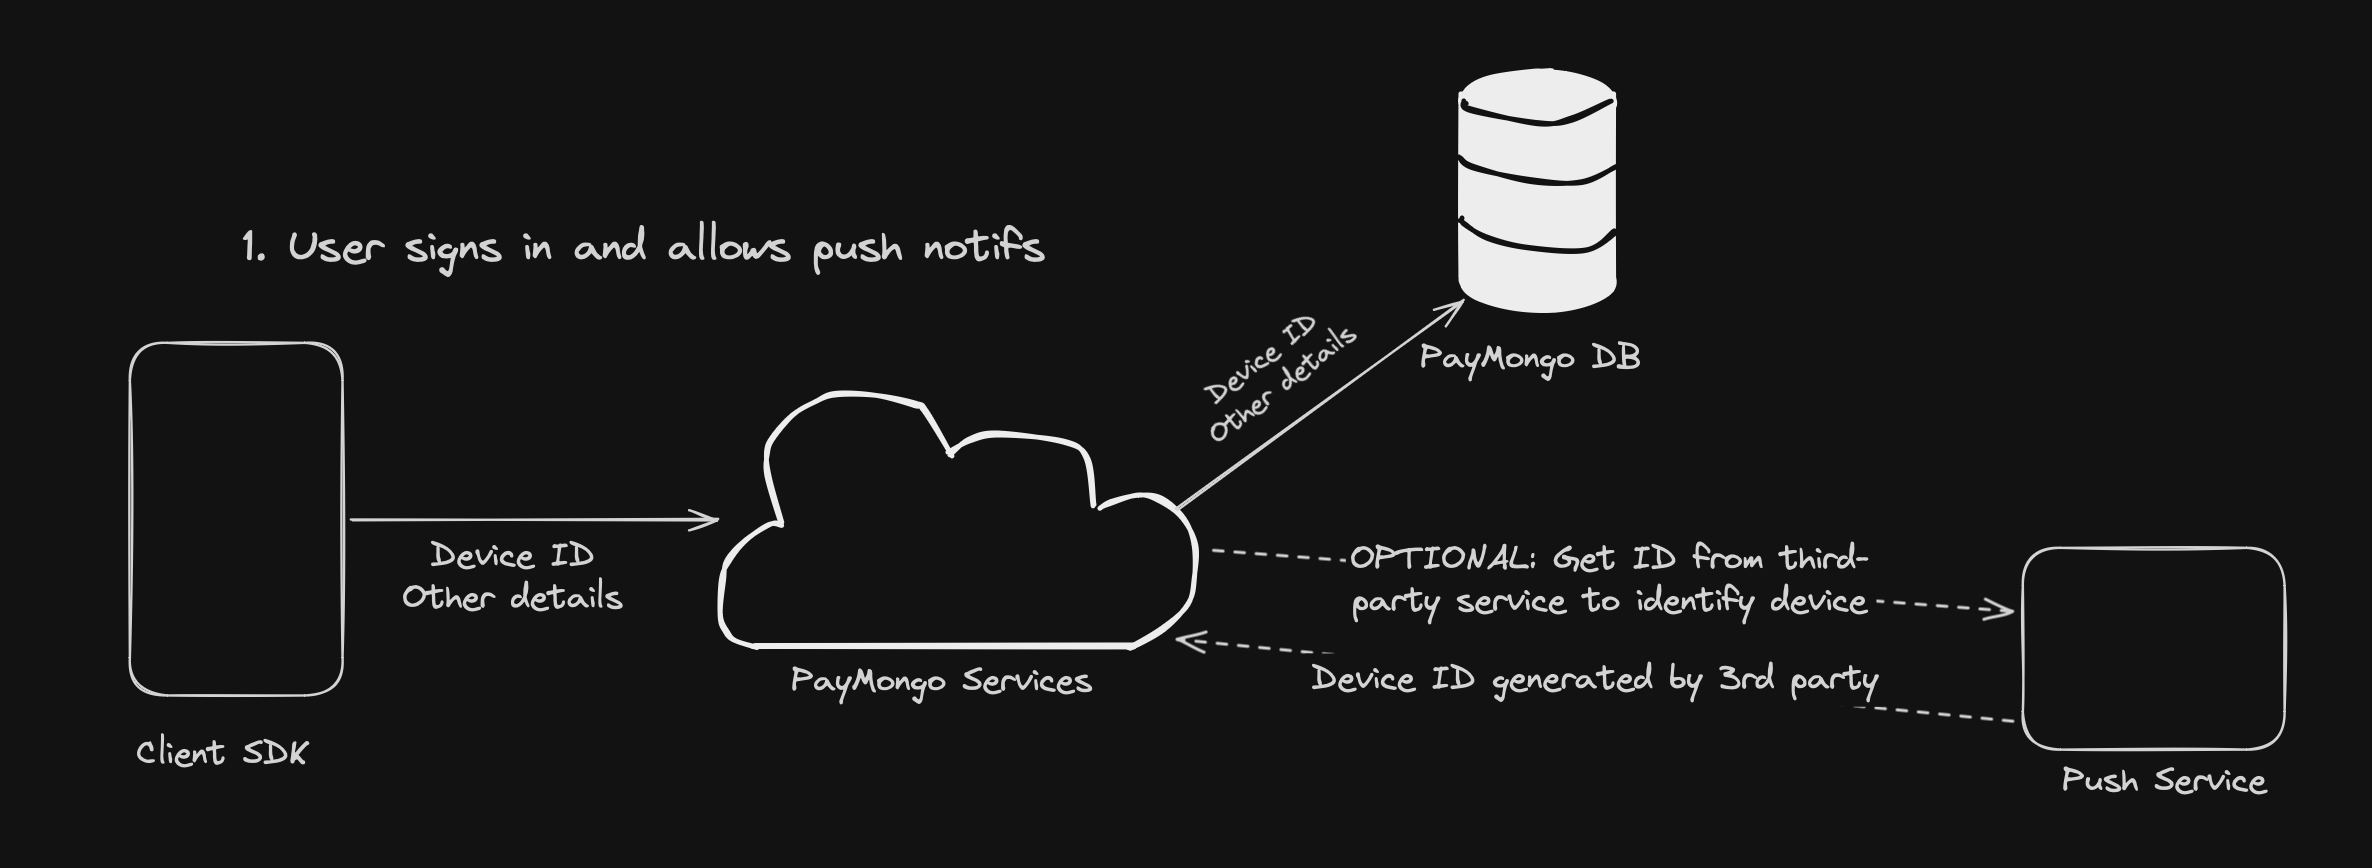 1. User signs in and allows push notifs
Device ID
Other details
PayMongo DB
Device ID
Other details
OPTIONAL: Get ID from third-
party service to identify device
Device ID generated by 3rd party
PayMongo Services
Client SDK
Push Service